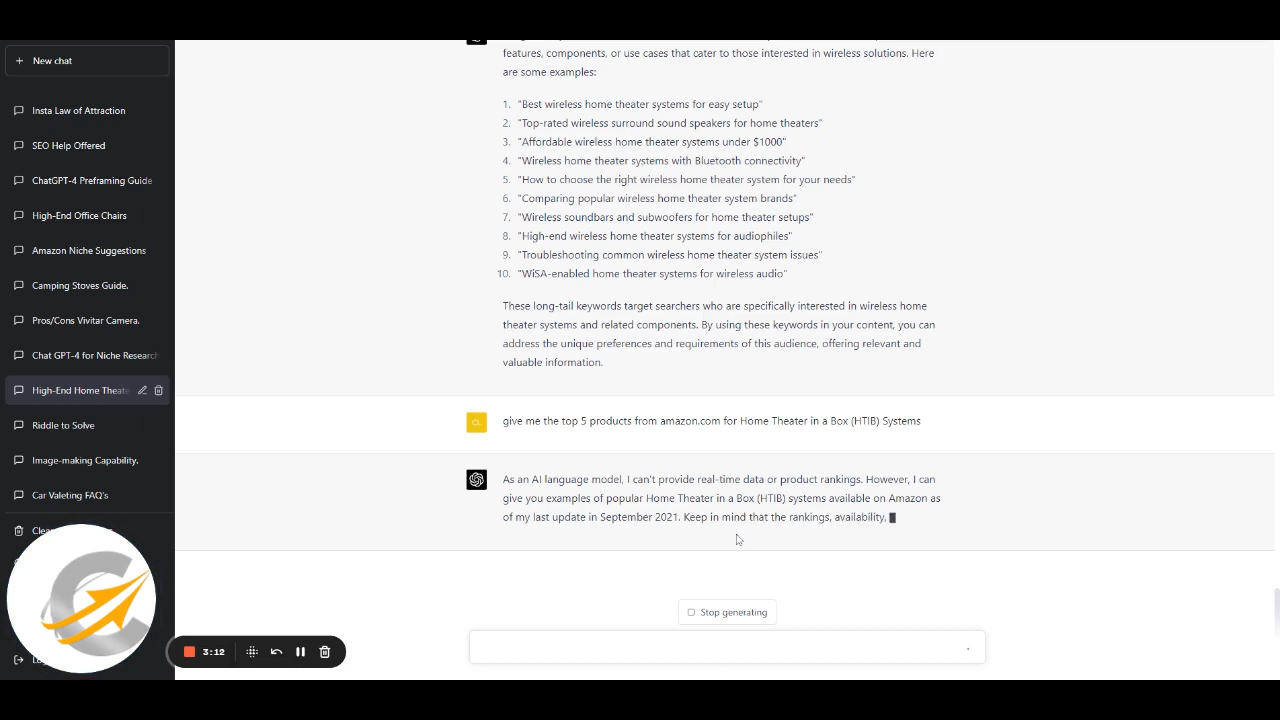 New chat
Insta Law of Attraction
SEO Help Offered
ChatGPT-4 Preframing Guide
High-End Office Chairs
Amazon Niche Suggestions
Camping Stoves Guide.
Pros/Cons Vivitar Camera.
Chat GPT-4 for Niche Research
High-End Home Theate
Riddle to Solve
Image-making Capability.
Car Valeting FAQ's
3:12
features, components, or use cases that cater to those interested in wireless solutions. Here
are some examples:
1. "Best wireless home theater systems for easy setup"
2. "Top-rated wireless surround sound speakers for home theaters"
3. "Affordable wireless home theater systems under $1000"
4. "Wireless home theater systems with Bluetooth connectivity"
5. "How to choose the right wireless home theater system for your needs"
6. "Comparing popular wireless home theater system brands"
7. "Wireless soundbars and subwoofers for home theater setups"
8. "High-end wireless home theater systems for audiophiles"
9. "Troubleshooting common wireless home theater system issues"
10. "WiSA-enabled home theater systems for wireless audio"
These long-tail keywords target searchers who are specifically interested in wireless home
theater systems and related components. By using these keywords in your content, you can
address the unique preferences and requirements of this audience, offering relevant and
valuable information.
give me the top 5 products from amazon.com for Home Theater in a Box (HTIB) Systems
As an AI language model, I can't provide real-time data or product rankings. However, I can
give you examples of popular Home Theater in a Box (HTIB) systems available on Amazon as
of my last update in September 2021. Keep in mind that the rankings, availability,
Stop generating